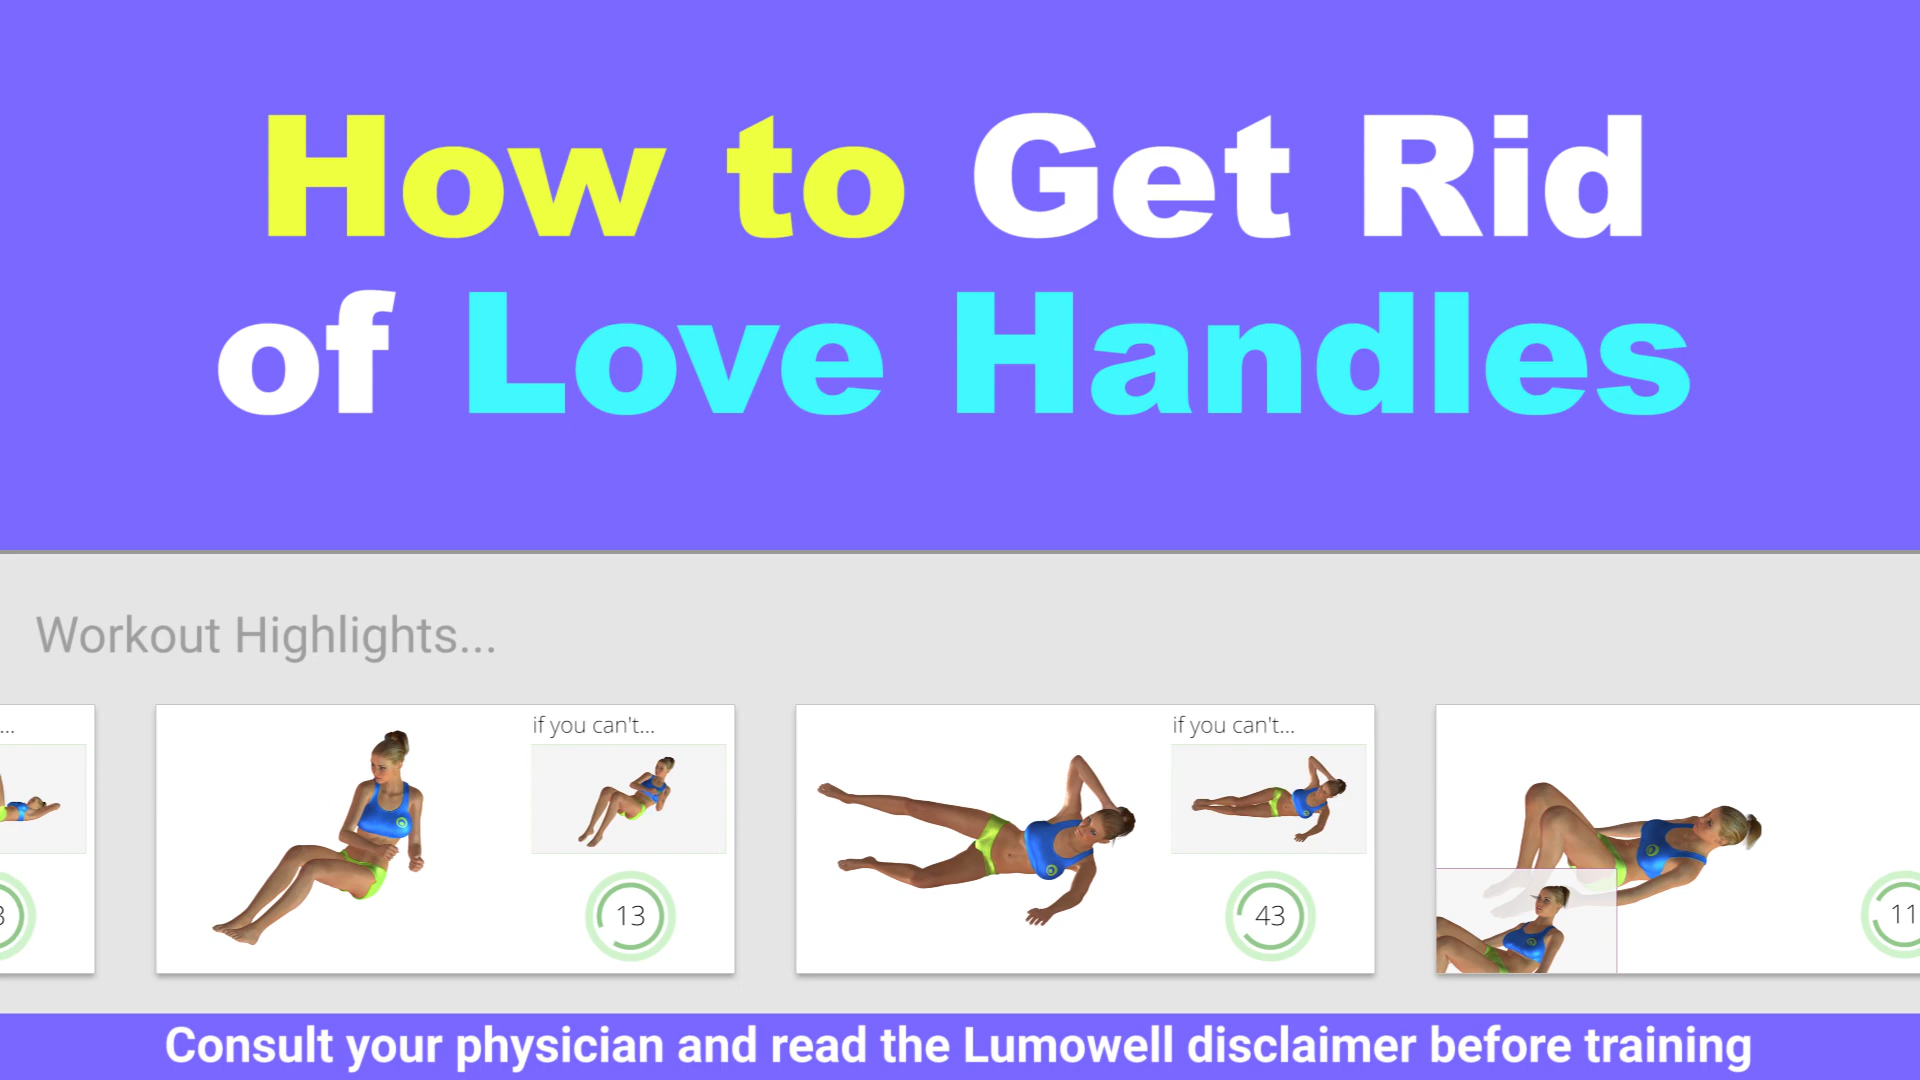 How to Get Rid
of Love Handles
Workout Highlights...
...
if you can't...
if you can't...
13
43
11
Consult your physician and read the Lumowell disclaimer before training